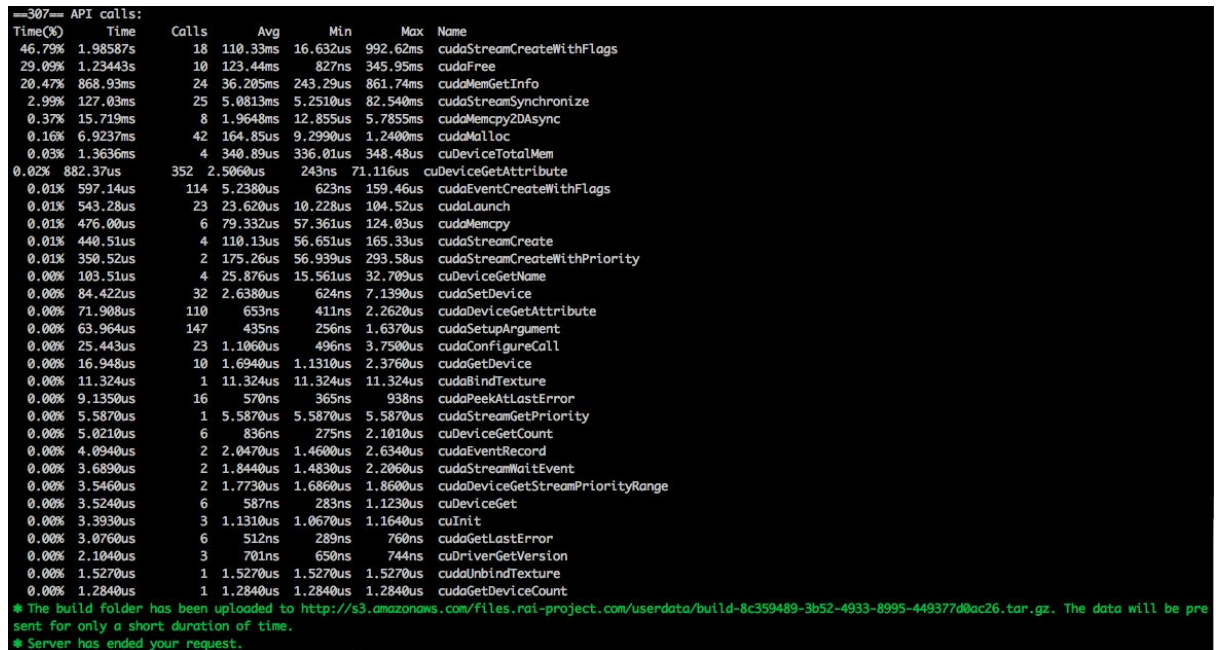 ==307== API calls:
Time(%) Time Calls Avg Min Max Name
46.79% 1.98587s 18 110.33ms 16.632us 992.62ms cudaStreamCreateWithFlags
29.09% 1.23443s 10 123.44ms 827ns 345.95ms cudaFree
20.47% 868.93ms 24 36.205ms 243.29us 861.74ms cudaMemGetInfo
2.99% 127.03ms 25 5.0813ms 5.2510us 82.540ms cudaStreamSynchronize
0.37% 15.719ms 8 1.9648ms 12.855us 5.7855ms cudaMemcpy2DAsync
0.16% 6.9237ms 42 164.85us 9.2990us 1.2400ms cudaMalloc
0.03% 1.3636ms 4 340.89us 336.01us 348.48us cuDeviceTotalMem
0.02% 882.37us 352 2.5060us 243ns 71.116us cuDeviceGetAttribute
0.01% 597.14us 114 5.2380us 623ns 159.46us cudaEventCreateWithFlags
0.01% 543.28us 23 23.620us 10.228us 104.52us cudaLaunch
0.01% 476.00us 6 79.332us 57.361us 124.03us cudaMemcpy
0.01% 440.51us 4 110.13us 56.651us 165.33us cudaStreamCreate
0.01% 350.52us 2 175.26us 56.939us 293.58us cudaStreamCreateWithPriority
0.00% 103.51us 4 25.876us 15.561us 32.709us cuDeviceGetName
0.00% 84.422us 32 2.6380us 624ns 7.1390us cudaSetDevice
0.00% 71.908us 110 653ns 411ns 2.2620us cudaDeviceGetAttribute
0.00% 63.964us 147 435ns 256ns 1.6370us cudaSetupArgument
0.00% 25.443us 23 1.1060us 496ns 3.7500us cudaConfigureCall
0.00% 16.948us 10 1.6940us 1.1310us 2.3760us cudaGetDevice
0.00% 11.324us 1 11.324us 11.324us 11.324us cudaBindTexture
0.00% 9.1350us 16 570ns 365ns 938ns cudaPeekAtLastError
0.00% 5.5870us 1 5.5870us 5.5870us 5.5870us cudaStreamGetPriority
0.00% 5.0210us 6 836ns 275ns 2.1010us cuDeviceGetCount
0.00% 4.0940us 2 2.0470us 1.4600us 2.6340us cudaEventRecord
0.00% 3.6890us 2 1.8440us 1.4830us 2.2060us cudaStreamWaitEvent
0.00% 3.5460us 2 1.7730us 1.6860us 1.8600us cudaDeviceGetStreamPriorityRange
0.00% 3.5240us 6 587ns 283ns 1.1230us cuDeviceGet
0.00% 3.3930us 3 1.1310us 1.0670us 1.1640us cuInit
0.00% 3.0760us 6 512ns 289ns 760ns cudaGetLastError
0.00% 2.1040us 3 701ns 650ns 744ns cuDriverGetVersion
0.00% 1.5270us 1 1.5270us 1.5270us 1.5270us cudaUnbindTexture
0.00% 1.2840us 1 1.2840us 1.2840us 1.2840us cudaGetDeviceCount
✱ The build folder has been uploaded to http://s3.amazonaws.com/files.rai-project.com/userdata/build-8c359489-3b52-4933-8995-449377d0ac26.tar.gz. The data will be pre
sent for only a short duration of time.
✱ Server has ended your request.